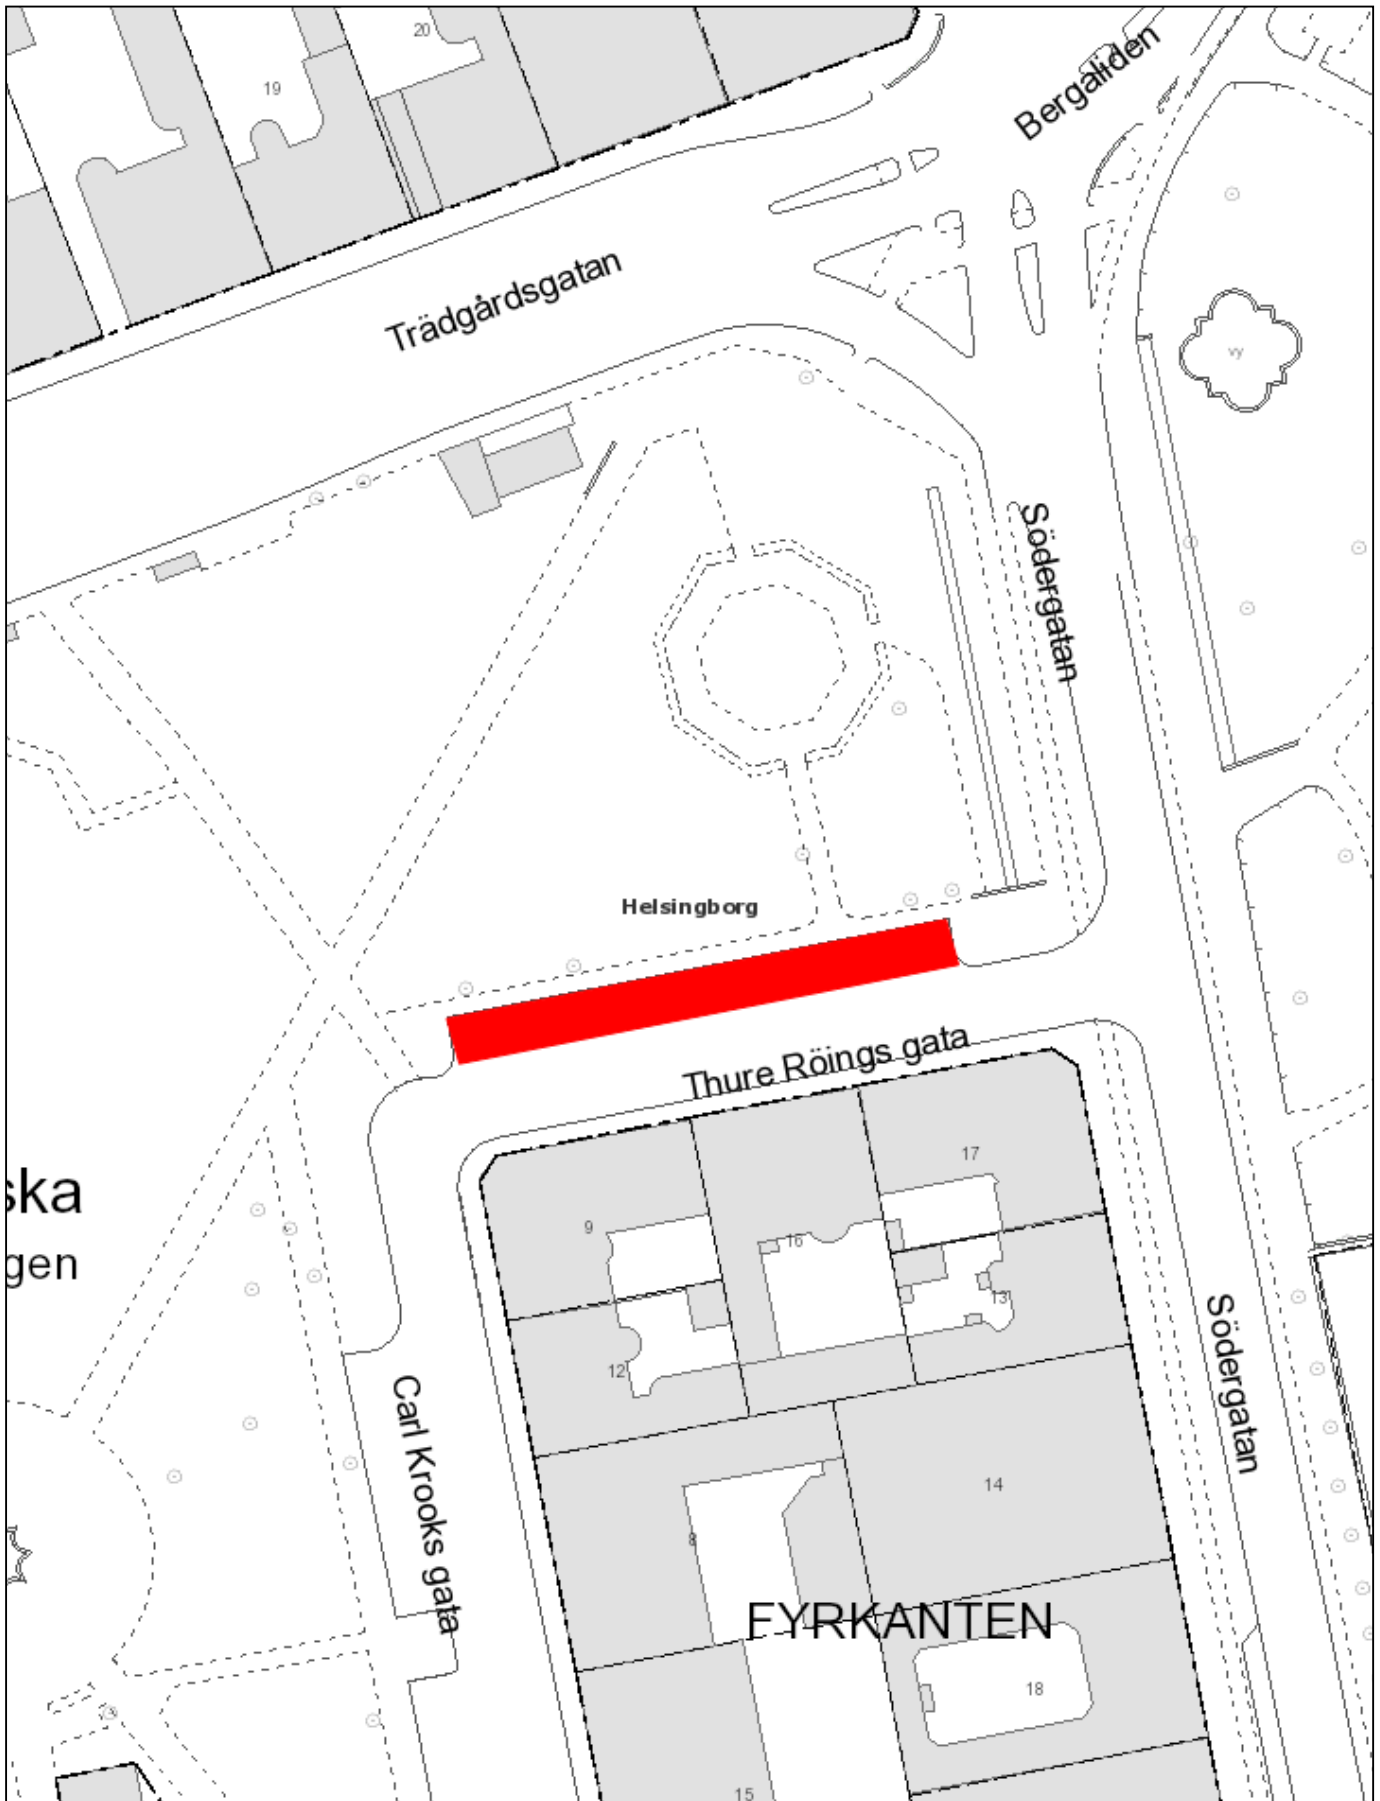 20
19
Bergaliden
Trädgårdsgatan
vy
Södergatan
Helsingborg
Thure Röings gata
17
ska
9
16
gen
13
12
Södergatan
Carl Krooks gata
14
8
FYRKANTEN
18
15